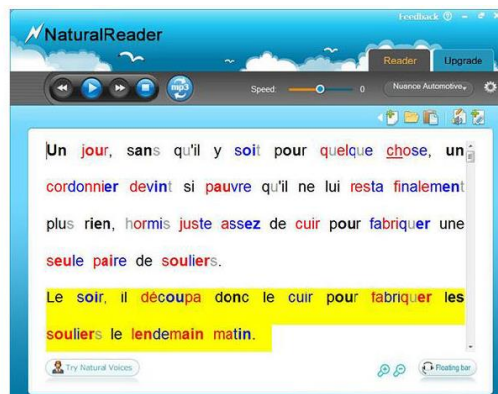 Feedback
NaturalReader
Reader Upgrade
mp3 Speed: 0 Nuance Automotive
Un jour, sans qu'il y soit pour quelque chose, un
cordonnier devint si pauvre qu'il ne lui resta finalement
plus rien, hormis juste assez de cuir pour fabriquer une
seule paire de souliers.
Le soir, il découpa donc le cuir pour fabriquer les
souliers le lendemain matin.
Try Natural Voices Floating bar